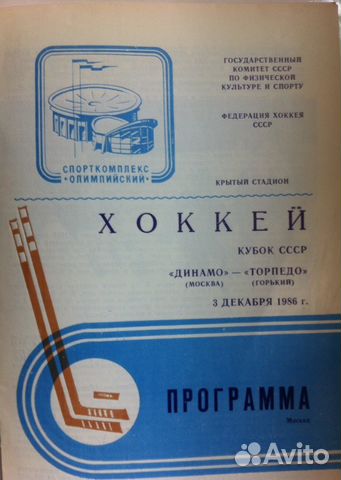 ГОСУДАРСТВЕННЫЙ
КОМИТЕТ СССР
ПО ФИЗИЧЕСКОЙ
КУЛЬТУРЕ И СПОРТУ
ФЕДЕРАЦИЯ ХОККЕЯ
СССР
СПОРТКОМПЛЕКС
«ОЛИМПИЙСКИЙ»
КРЫТЫЙ СТАДИОН
ХОККЕЙ
КУБОК СССР
«ДИНАМО» — «ТОРПЕДО»
(МОСКВА) (ГОРЬКИЙ)
3 ДЕКАБРЯ 1986 г.
ПРОГРАММА
Москва
Avito